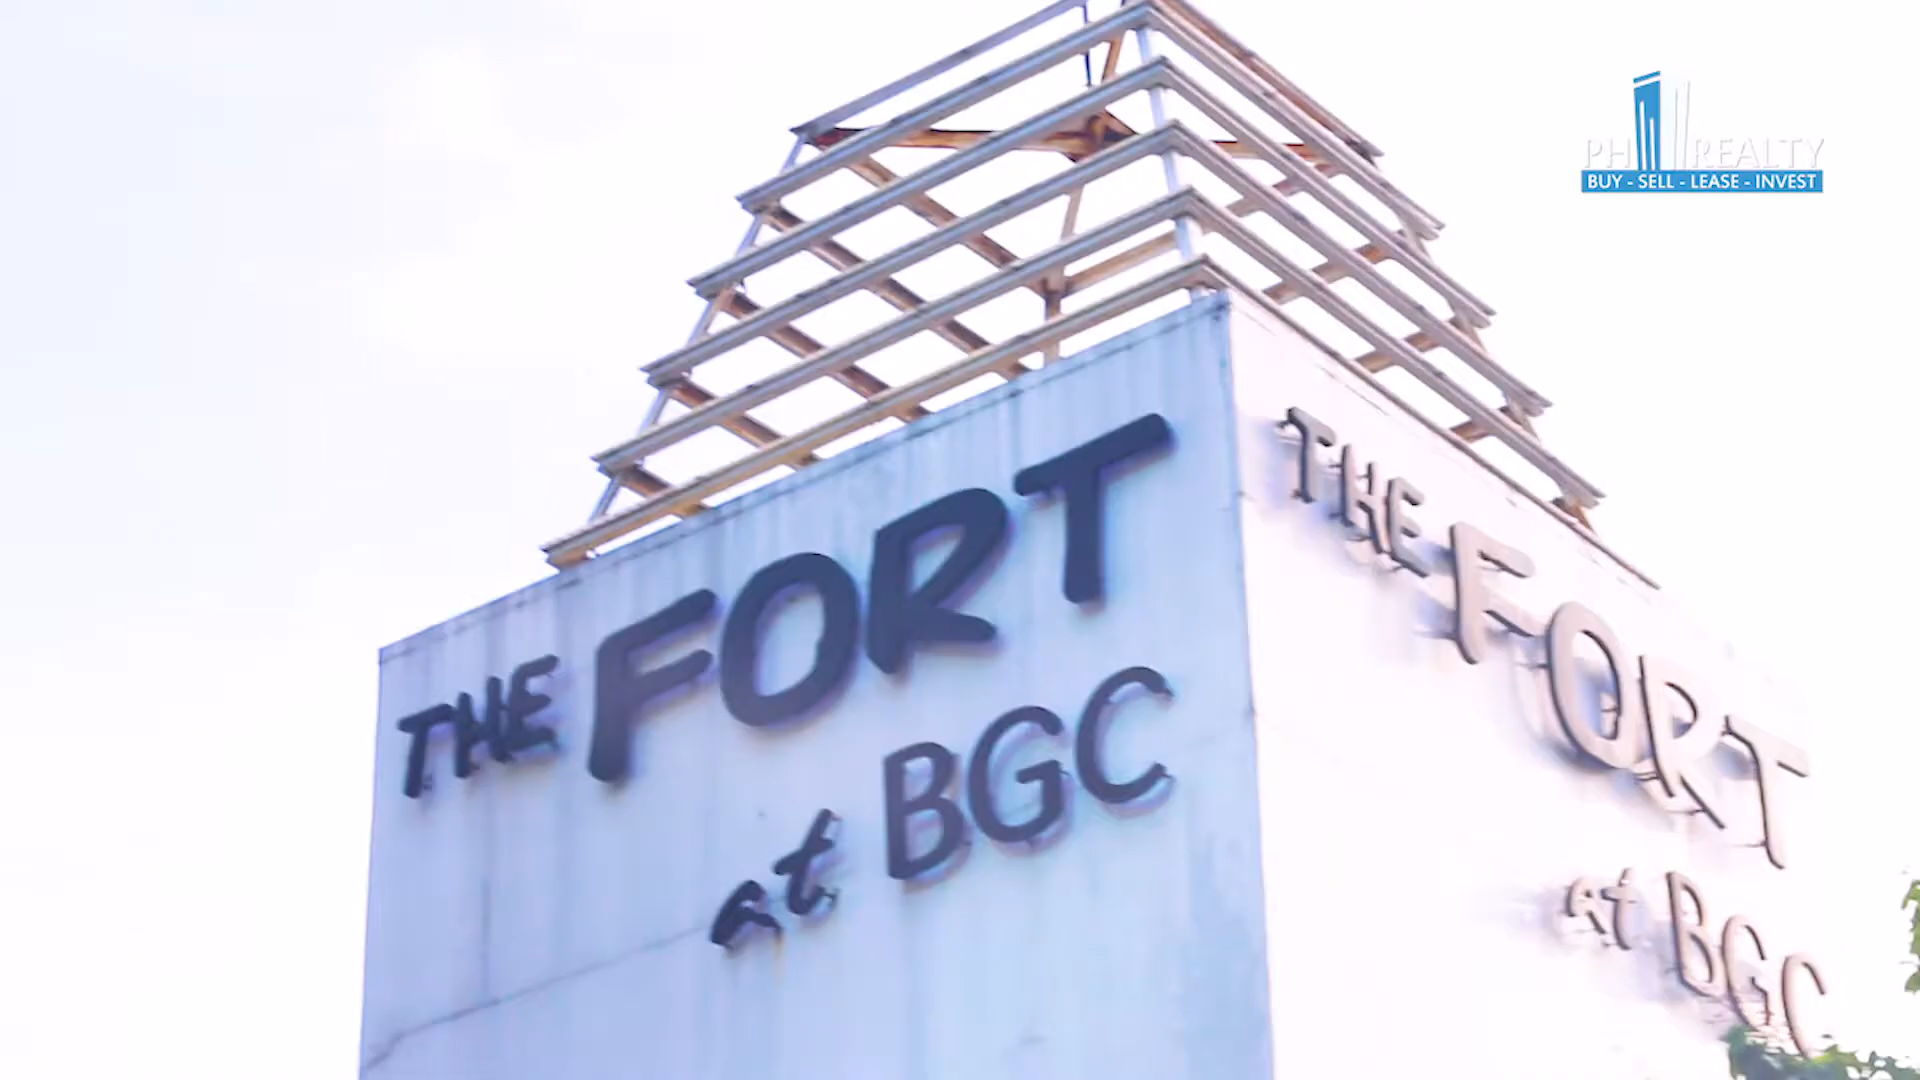 PH REALTY
BUY - SELL - LEASE - INVEST
THE FORT
at BGC
THE FORT
at BGC